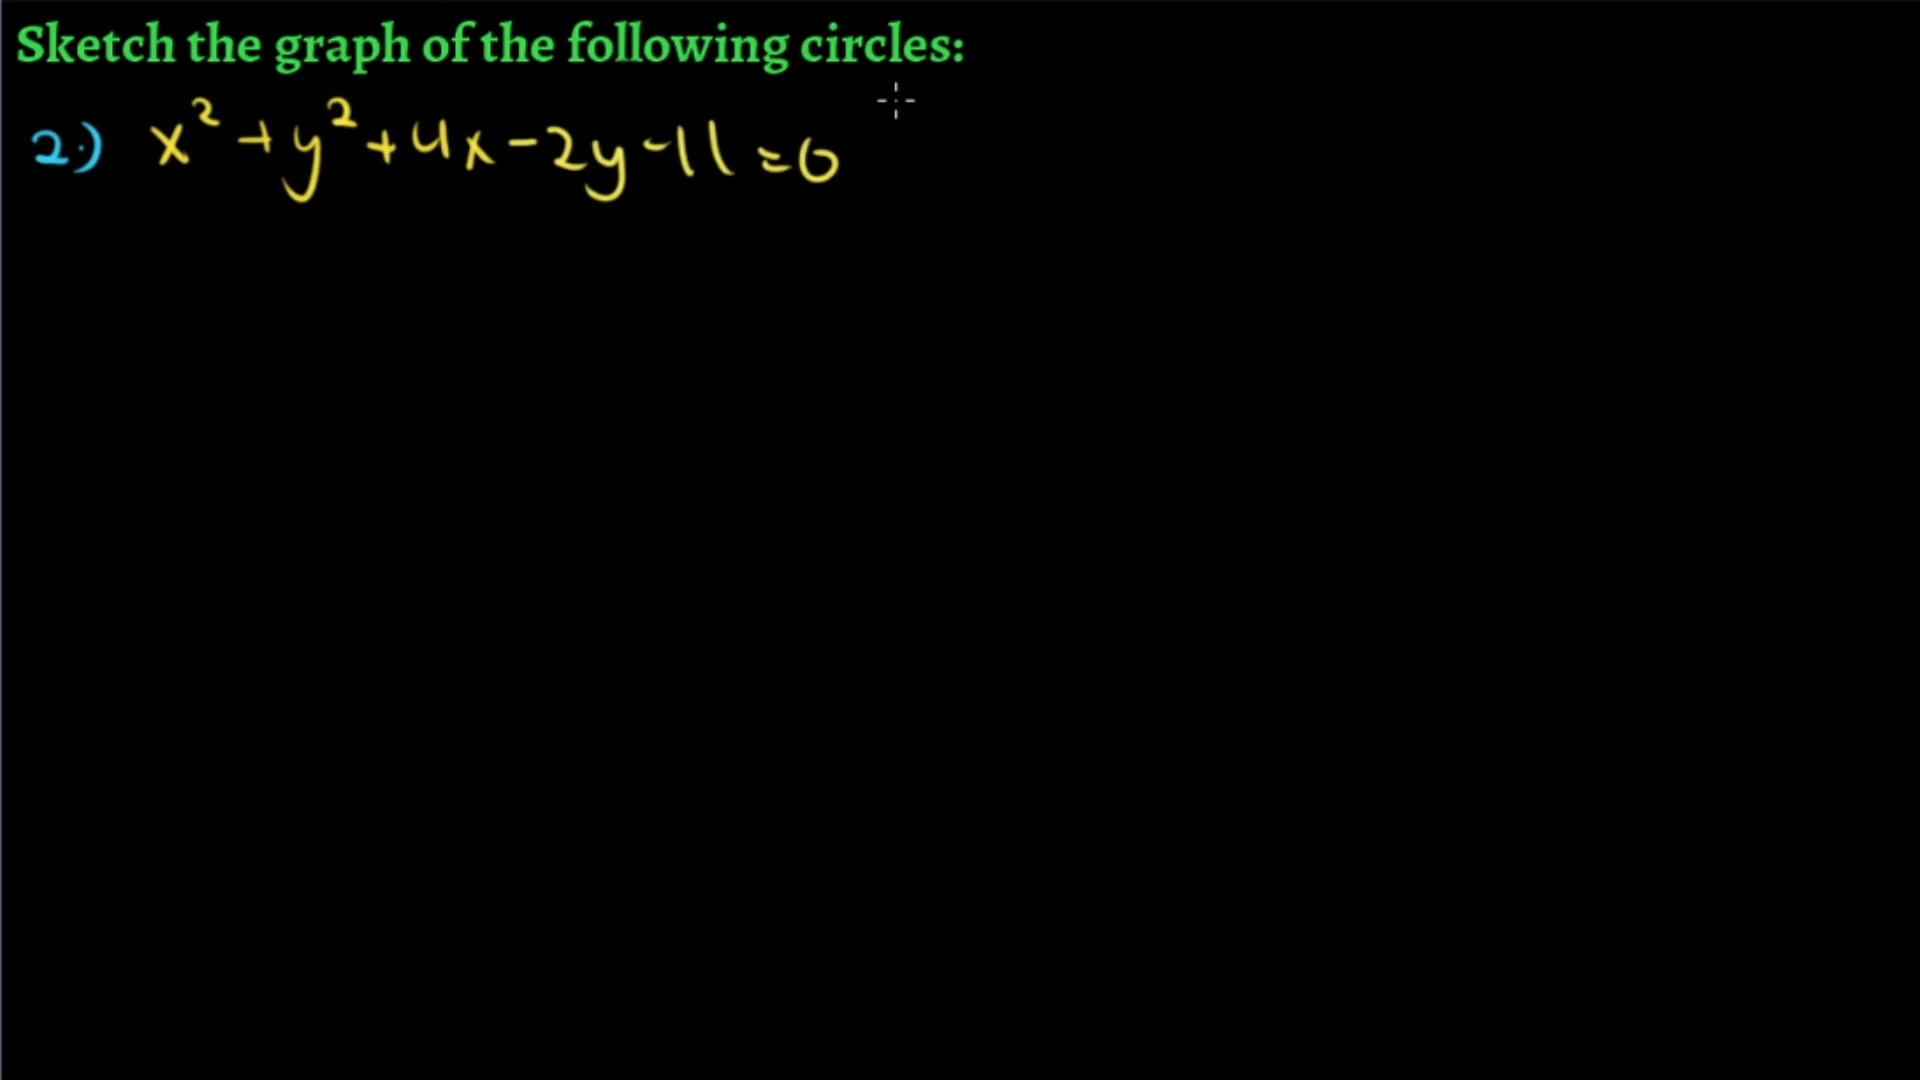 Sketch the graph of the following circles:
2.) x² + y² + 4x - 2y - 11 = 0